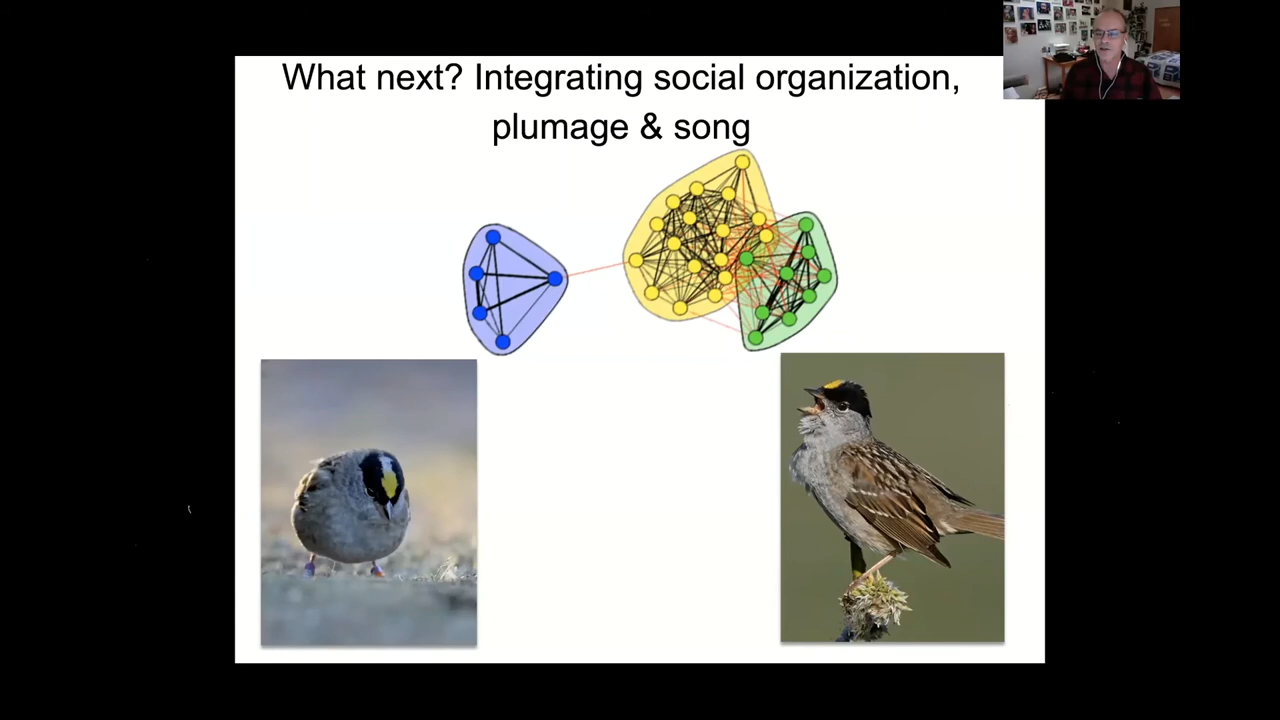 What next? Integrating social organization,
plumage & song